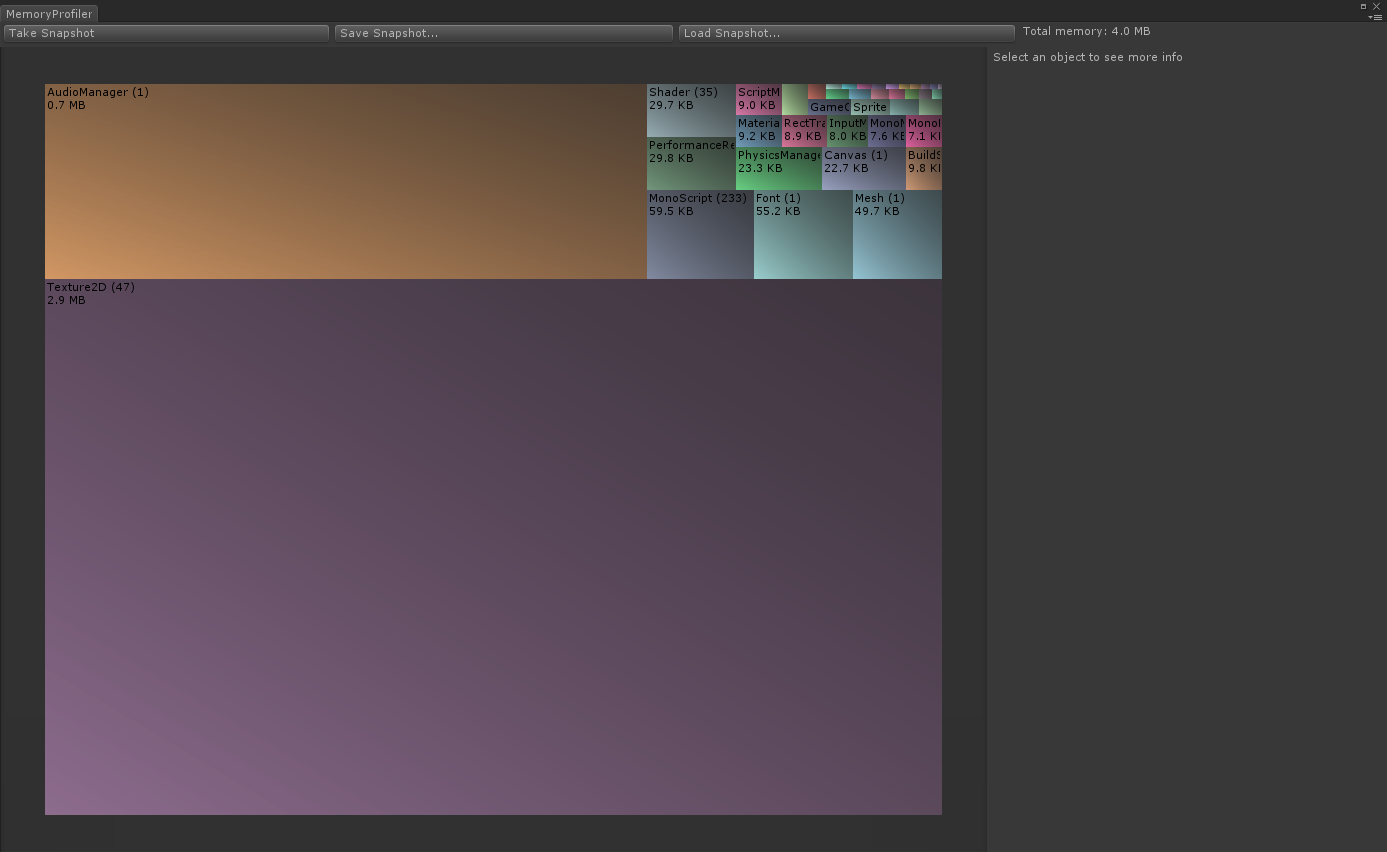 MemoryProfiler
Take Snapshot
Save Snapshot...
Load Snapshot...
Total memory: 4.0 MB
Select an object to see more info
AudioManager (1)
0.7 MB
Shader (35)
29.7 KB
ScriptM
9.0 KB
GameO
Sprite
PerformanceRe
29.8 KB
Materia
9.2 KB
RectTra
8.9 KB
InputM
8.0 KB
MonoM
7.6 KB
MonoI
7.1 KB
PhysicsManage
23.3 KB
Canvas (1)
22.7 KB
BuildS
9.8 KB
MonoScript (233)
59.5 KB
Font (1)
55.2 KB
Mesh (1)
49.7 KB
Texture2D (47)
2.9 MB